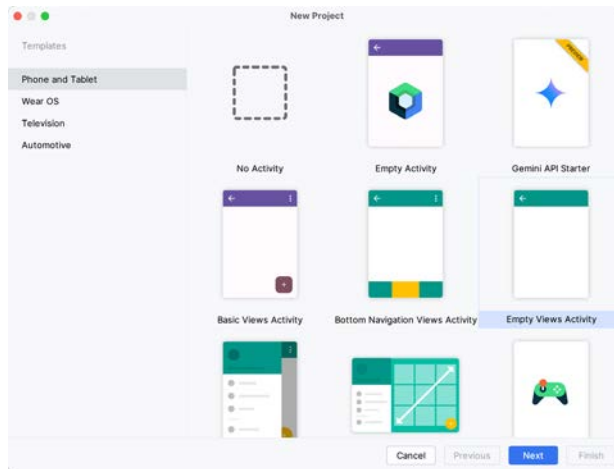 New Project
Templates
Phone and Tablet
Wear OS
Television
Automotive
PREVIEW
No Activity
Empty Activity
Gemini API Starter
Basic Views Activity
Bottom Navigation Views Activity
Empty Views Activity
Cancel
Previous
Next
Finish